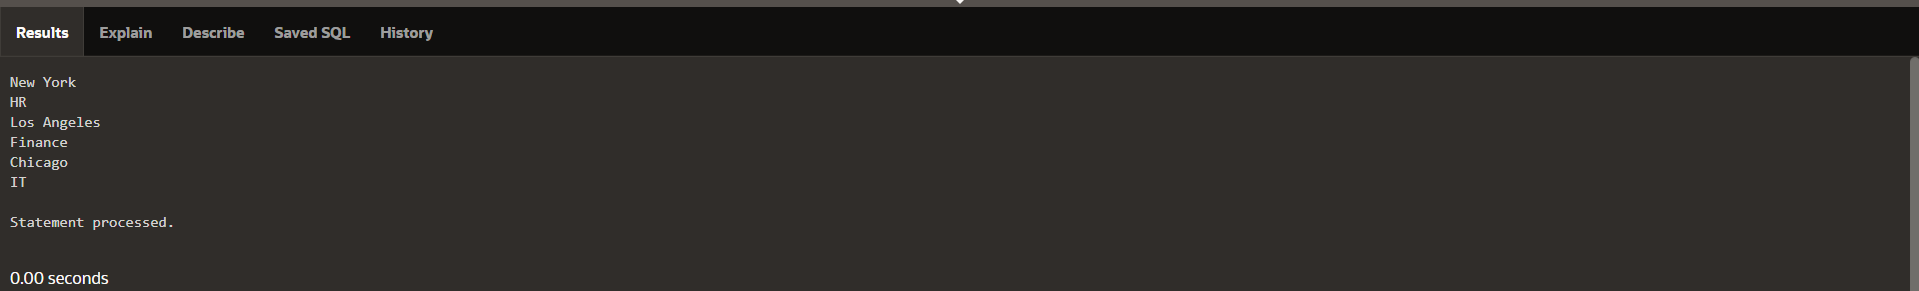 Results Explain Describe Saved SQL History
New York
HR
Los Angeles
Finance
Chicago
IT
Statement processed.
0.00 seconds